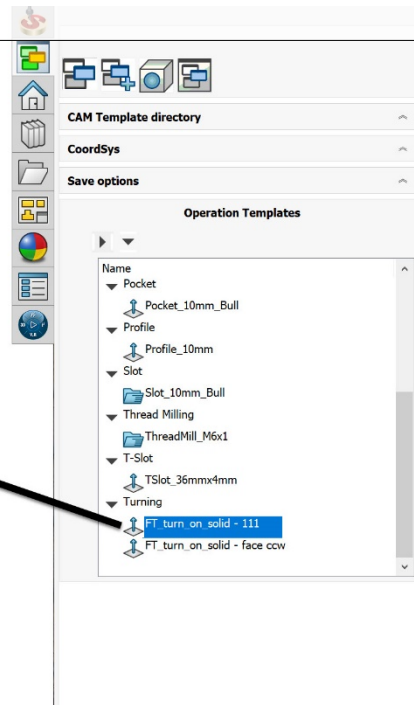 CAM Template directory
CoordSys
Save options
Operation Templates
Name
Pocket
Pocket_10mm_Bull
Profile
Profile_10mm
Slot
Slot_10mm_Bull
Thread Milling
ThreadMill_M6x1
T-Slot
TSlot_36mmx4mm
Turning
FT_turn_on_solid - 111
FT_turn_on_solid - face ccw